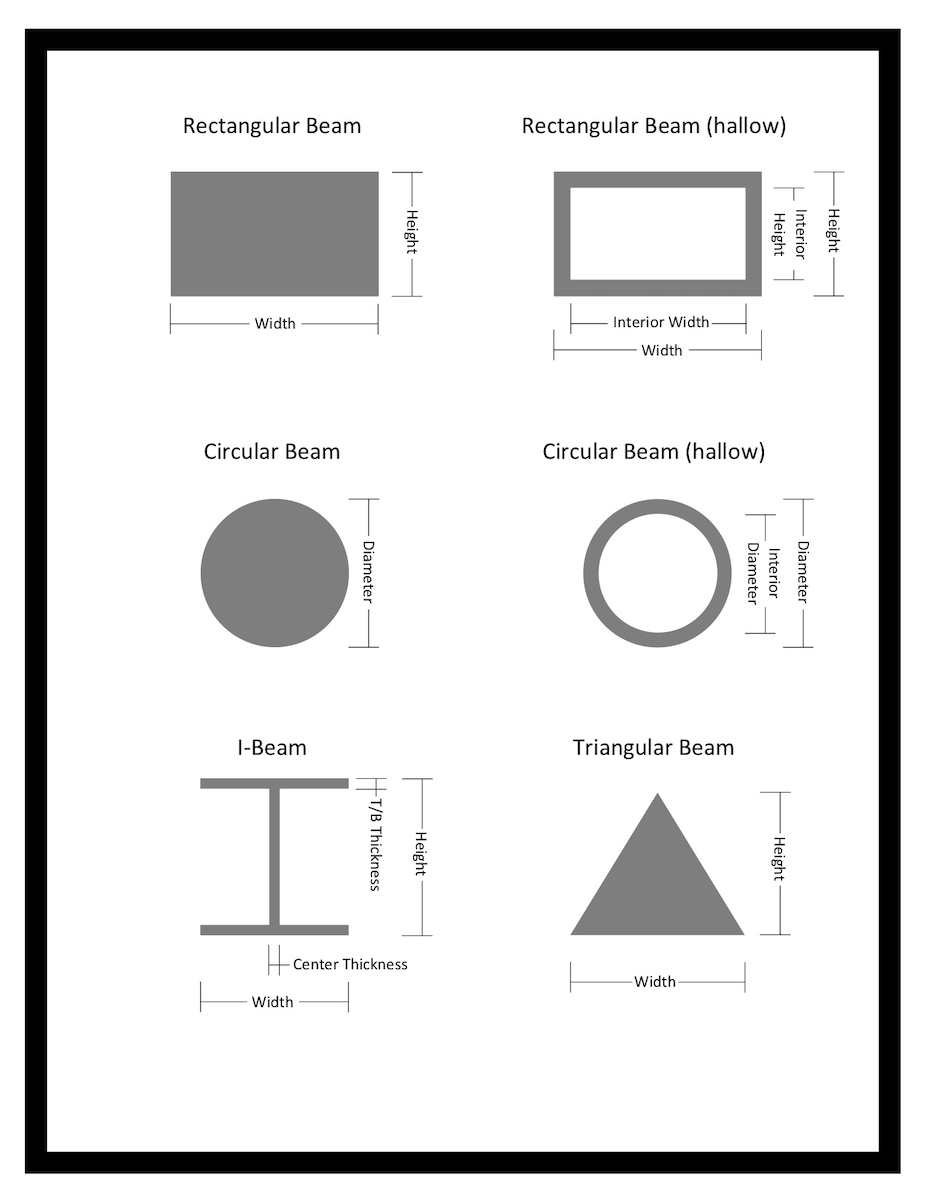 Rectangular Beam
Rectangular Beam (hallow)
Height
Width
Interior
Height
Height
Interior Width
Width
Circular Beam
Circular Beam (hallow)
Diameter
Interior
Diameter
Diameter
I-Beam
Triangular Beam
T/B Thickness
Height
Center Thickness
Width
Height
Width